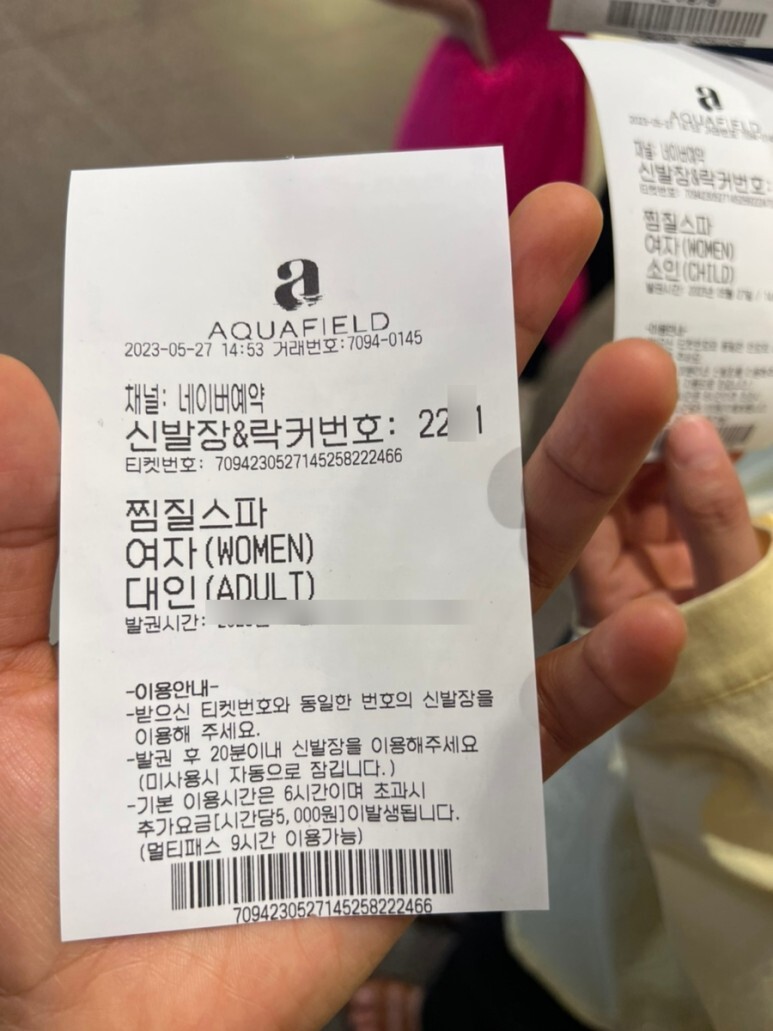 a
AQUAFIELD
2023-05-27 14:53 거래번호:7094-0145
채널: 네이버예약
신발장&락커번호: 22 1
티켓번호: 7094230527145258222466
찜질스파
여자(WOMEN)
대인(ADULT)
발권시간:
-이용안내-
-받으신 티켓번호와 동일한 번호의 신발장을
이용해 주세요.
-발권 후 20분이내 신발장을 이용해주세요
(미사용시 자동으로 잠깁니다.)
-기본 이용시간은 6시간이며 초과시
추가요금[시간당5,000원]이발생됩니다.
(멀티패스 9시간 이용가능)
7094230527145258222466
a
AQUAFIELD
채널: 네이버예약
신발장&락커번호:
찜질스파
여자(WOMEN)
소인(CHILD)
-이용안내-